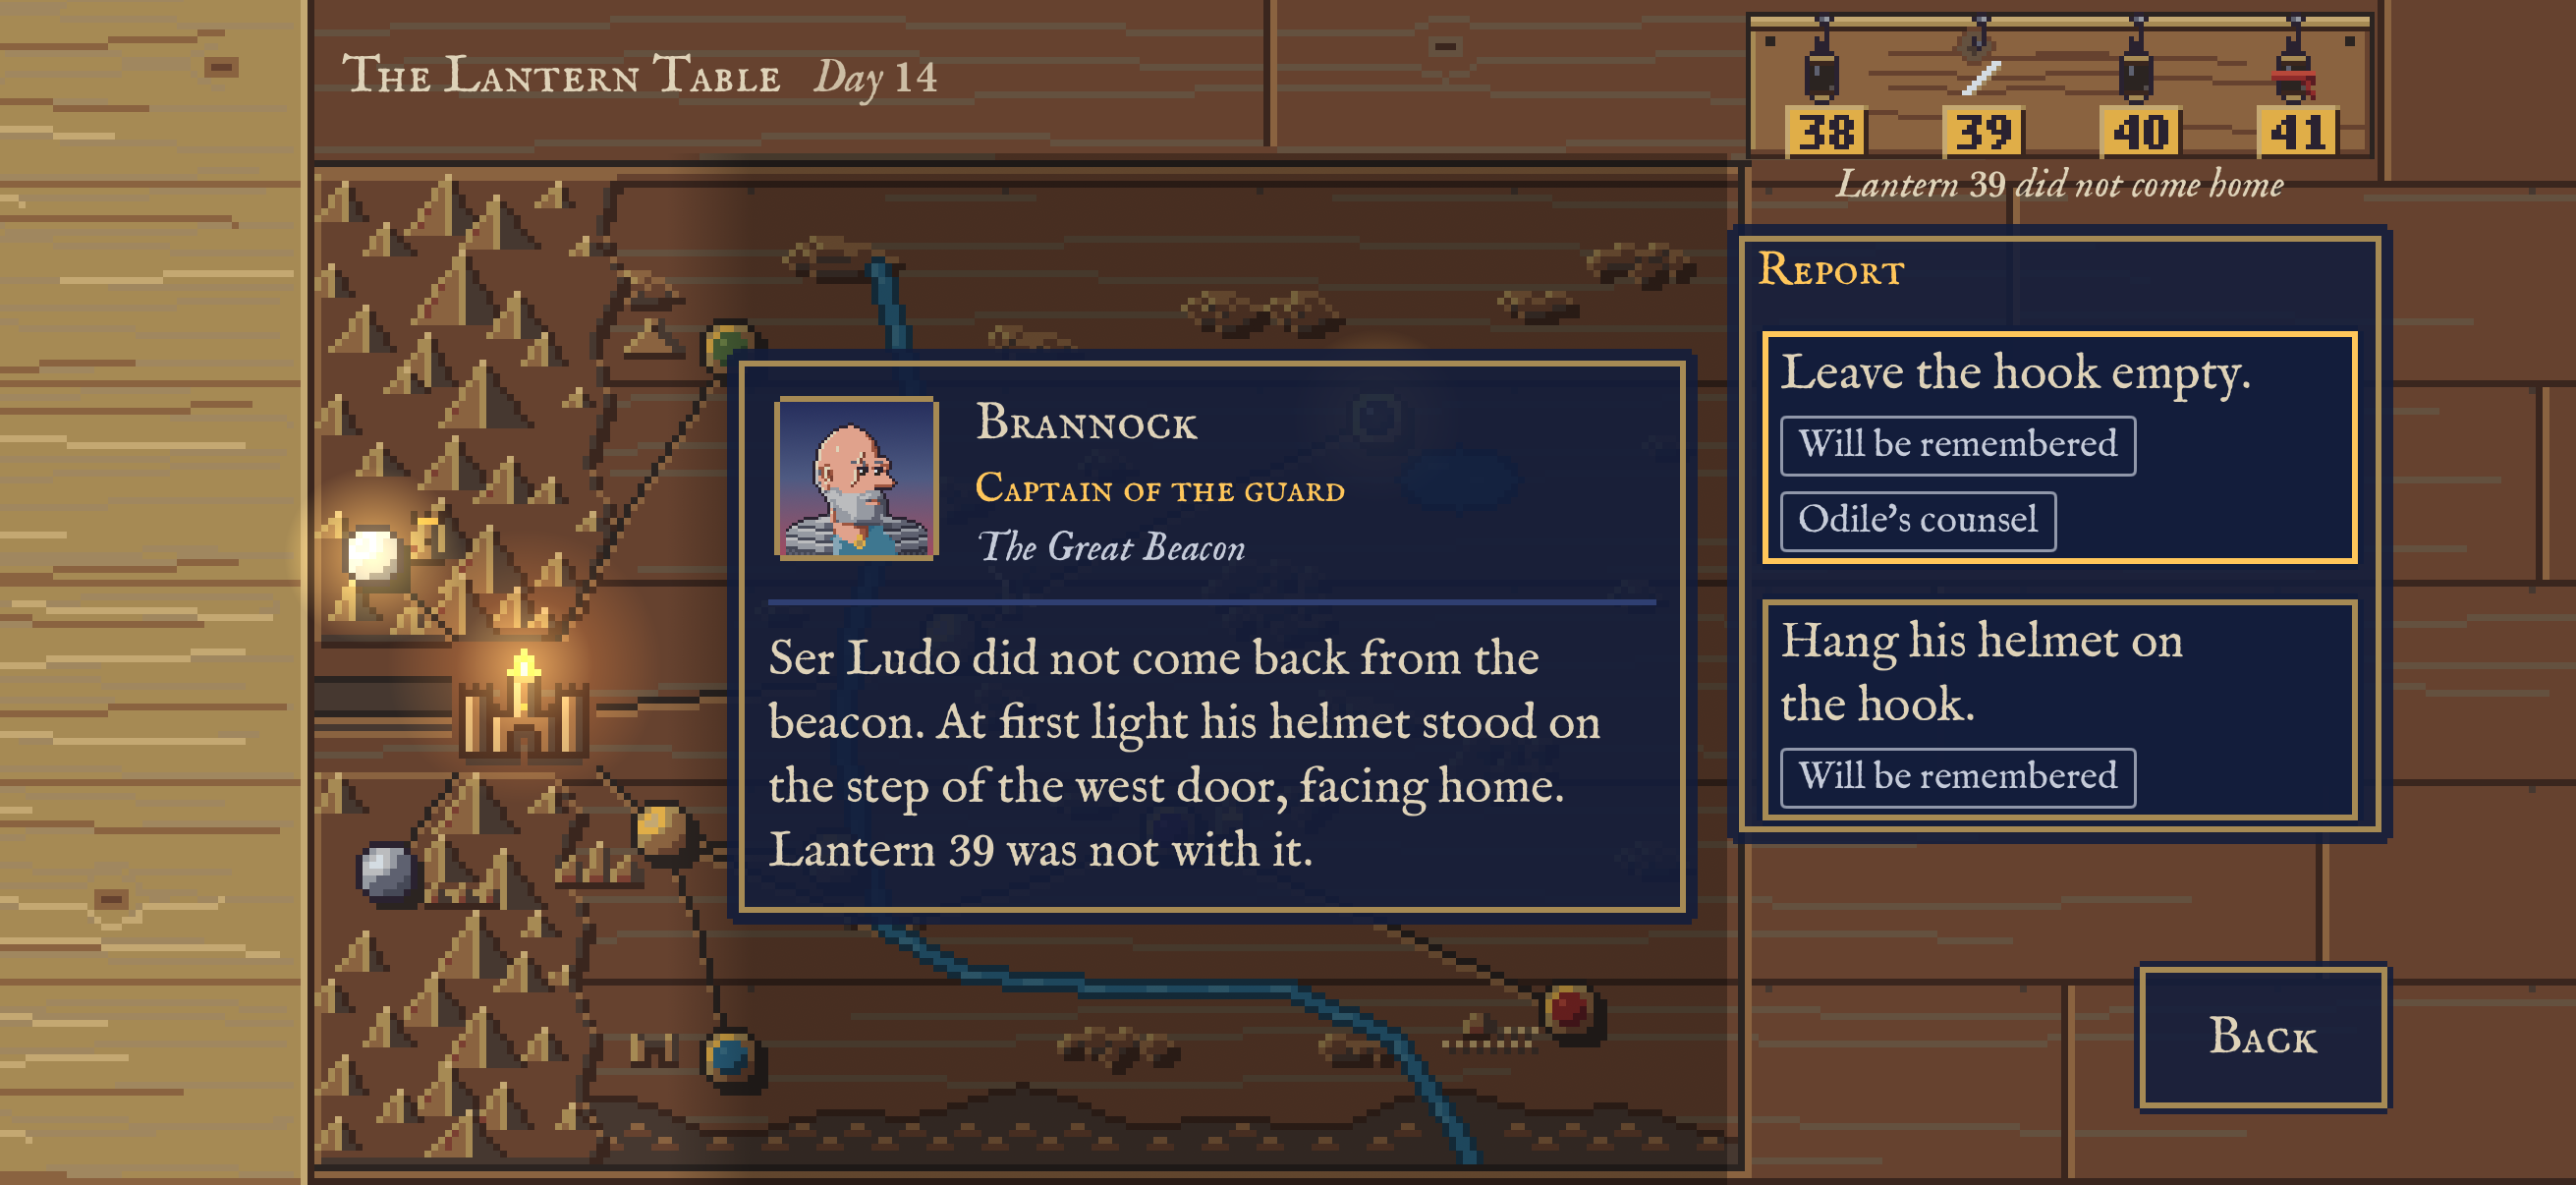 The Lantern Table Day 14
38 39 40 41
Lantern 39 did not come home
Brannock
Captain of the guard
The Great Beacon
Ser Ludo did not come back from the
beacon. At first light his helmet stood on
the step of the west door, facing home.
Lantern 39 was not with it.
Report
Leave the hook empty.
Will be remembered
Odile's counsel
Hang his helmet on
the hook.
Will be remembered
Back